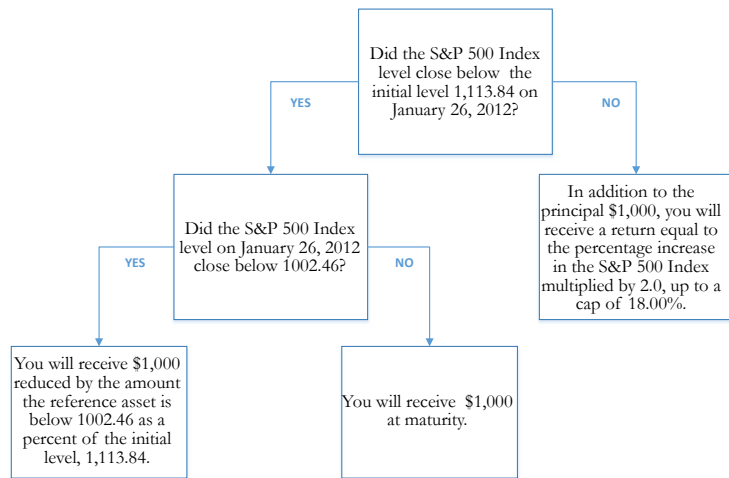 Did the S&P 500 Index
level close below the
initial level 1,113.84 on
January 26, 2012?
YES
NO
Did the S&P 500 Index
level on January 26, 2012
close below 1002.46?
In addition to the
principal $1,000, you will
receive a return equal to
the percentage increase
in the S&P 500 Index
multiplied by 2.0, up to a
cap of 18.00%.
YES
NO
You will receive $1,000
reduced by the amount
the reference asset is
below 1002.46 as a
percent of the initial
level, 1,113.84.
You will receive $1,000
at maturity.